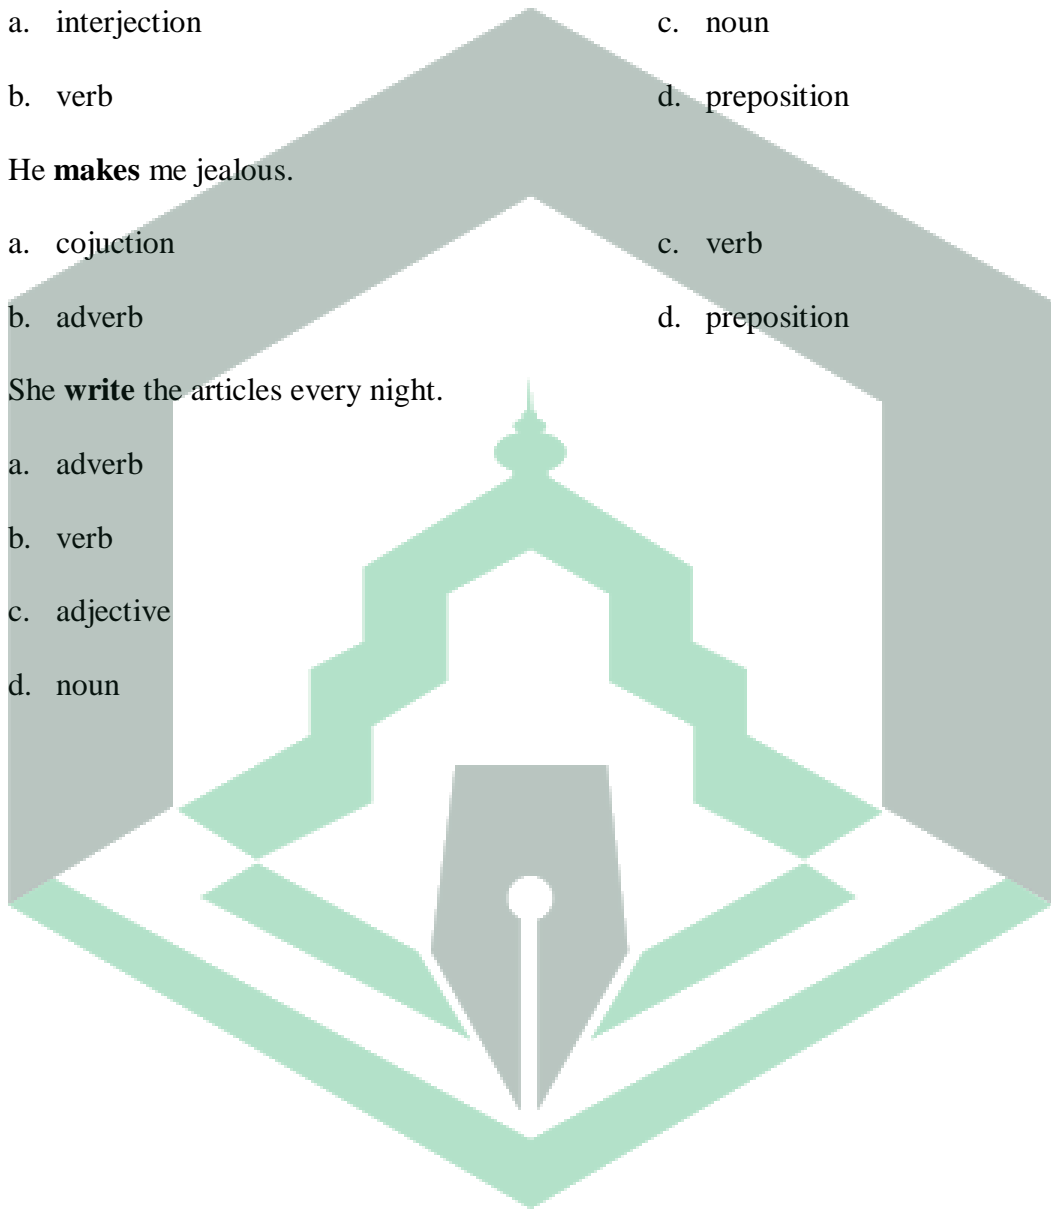 a. interjection c. noun
b. verb d. preposition
He makes me jealous.
a. cojuction c. verb
b. adverb d. preposition
She write the articles every night.
a. adverb
b. verb
c. adjective
d. noun